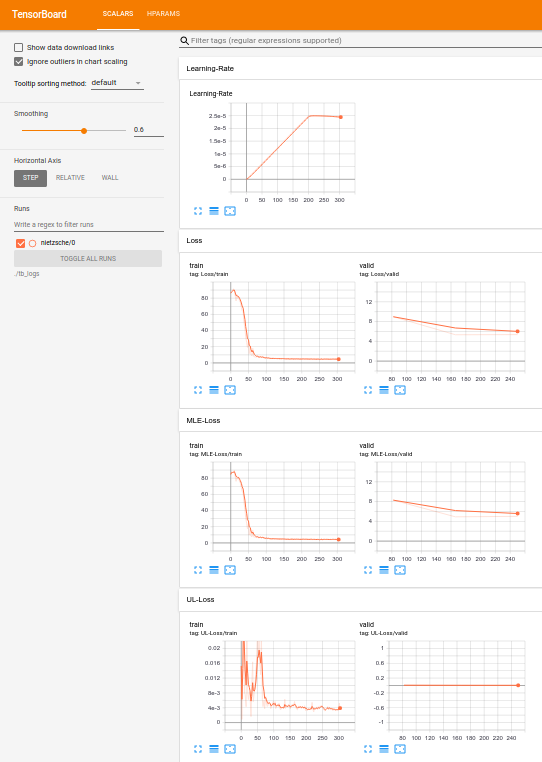 TensorBoard SCALARS HPARAMS
Show data download links
Ignore outliers in chart scaling
Tooltip sorting method: default
Smoothing
0.6
Horizontal Axis
STEP RELATIVE WALL
Runs
Write a regex to filter runs
nietzsche/0
TOGGLE ALL RUNS
./tb_logs
Filter tags (regular expressions supported)
Learning-Rate
Learning-Rate
2.5e-5
2e-5
1.5e-5
1e-5
5e-6
0
0 50 100 150 200 250 300
Loss
train
tag: Loss/train
80
60
40
20
0
0 50 100 150 200 250 300
valid
tag: Loss/valid
12
8
4
0
80 100 120 140 160 180 200 220 240
MLE-Loss
train
tag: MLE-Loss/train
80
60
40
20
0
0 50 100 150 200 250 300
valid
tag: MLE-Loss/valid
12
8
4
0
80 100 120 140 160 180 200 220 240
UL-Loss
train
tag: UL-Loss/train
0.02
0.016
0.012
8e-3
4e-3
0
0 50 100 150 200 250 300
valid
tag: UL-Loss/valid
1
0.6
0.2
-0.2
-0.6
-1
80 100 120 140 160 180 200 220 240